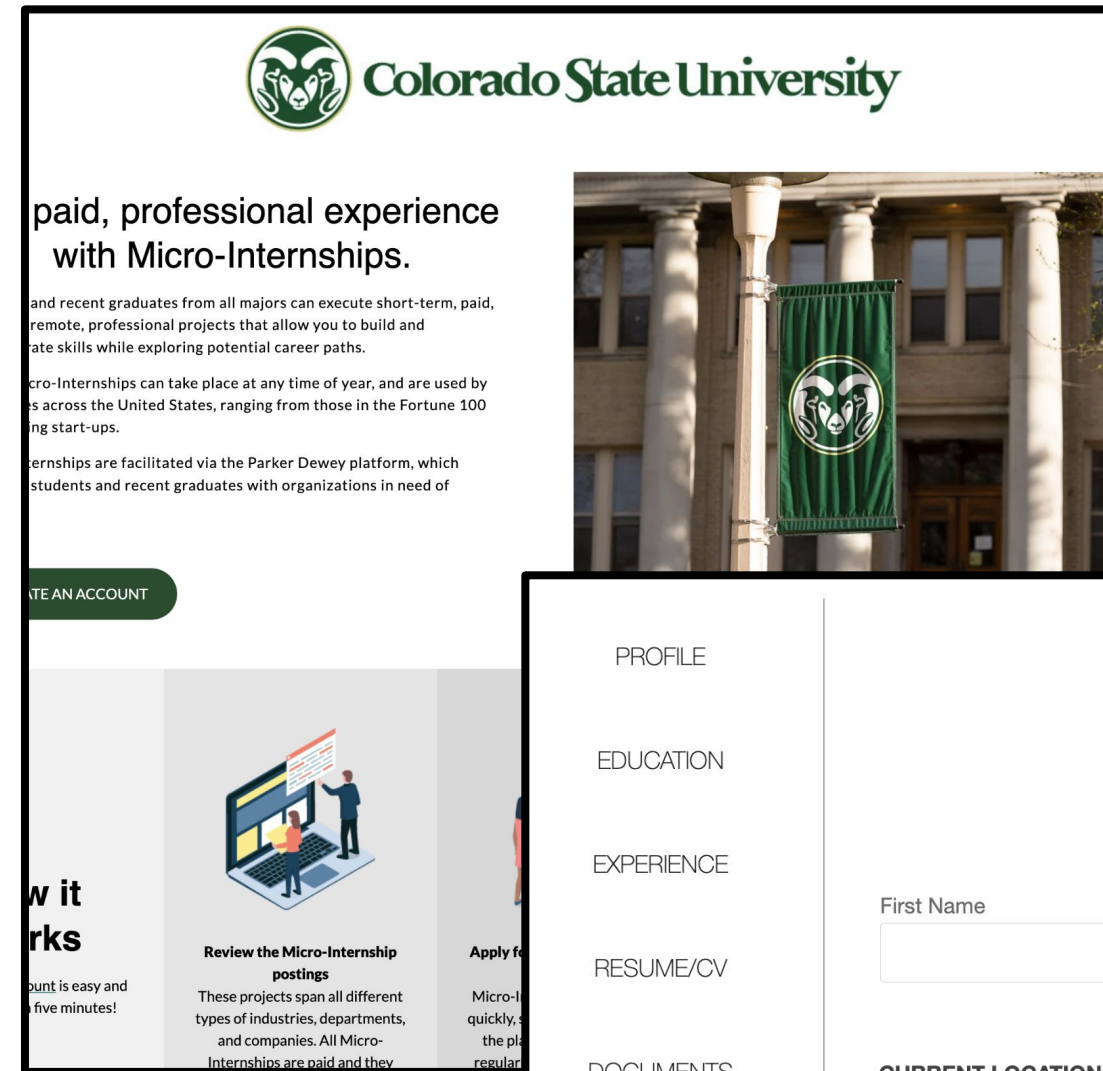 Colorado State University
paid, professional experience
with Micro-Internships.
and recent graduates from all majors can execute short-term, paid,
remote, professional projects that allow you to build and
rate skills while exploring potential career paths.
cro-Internships can take place at any time of year, and are used by
es across the United States, ranging from those in the Fortune 100
ing start-ups.
ternships are facilitated via the Parker Dewey platform, which
students and recent graduates with organizations in need of
ATE AN ACCOUNT
w it
rks
ount is easy and
five minutes!
Review the Micro-Internship
postings
These projects span all different
types of industries, departments,
and companies. All Micro-
Internships are paid and they
Apply fo
Micro-I
quickly, s
the pla
regular
PROFILE
EDUCATION
EXPERIENCE
RESUME/CV
DOCUMENTS
First Name
CURRENT LOCATION